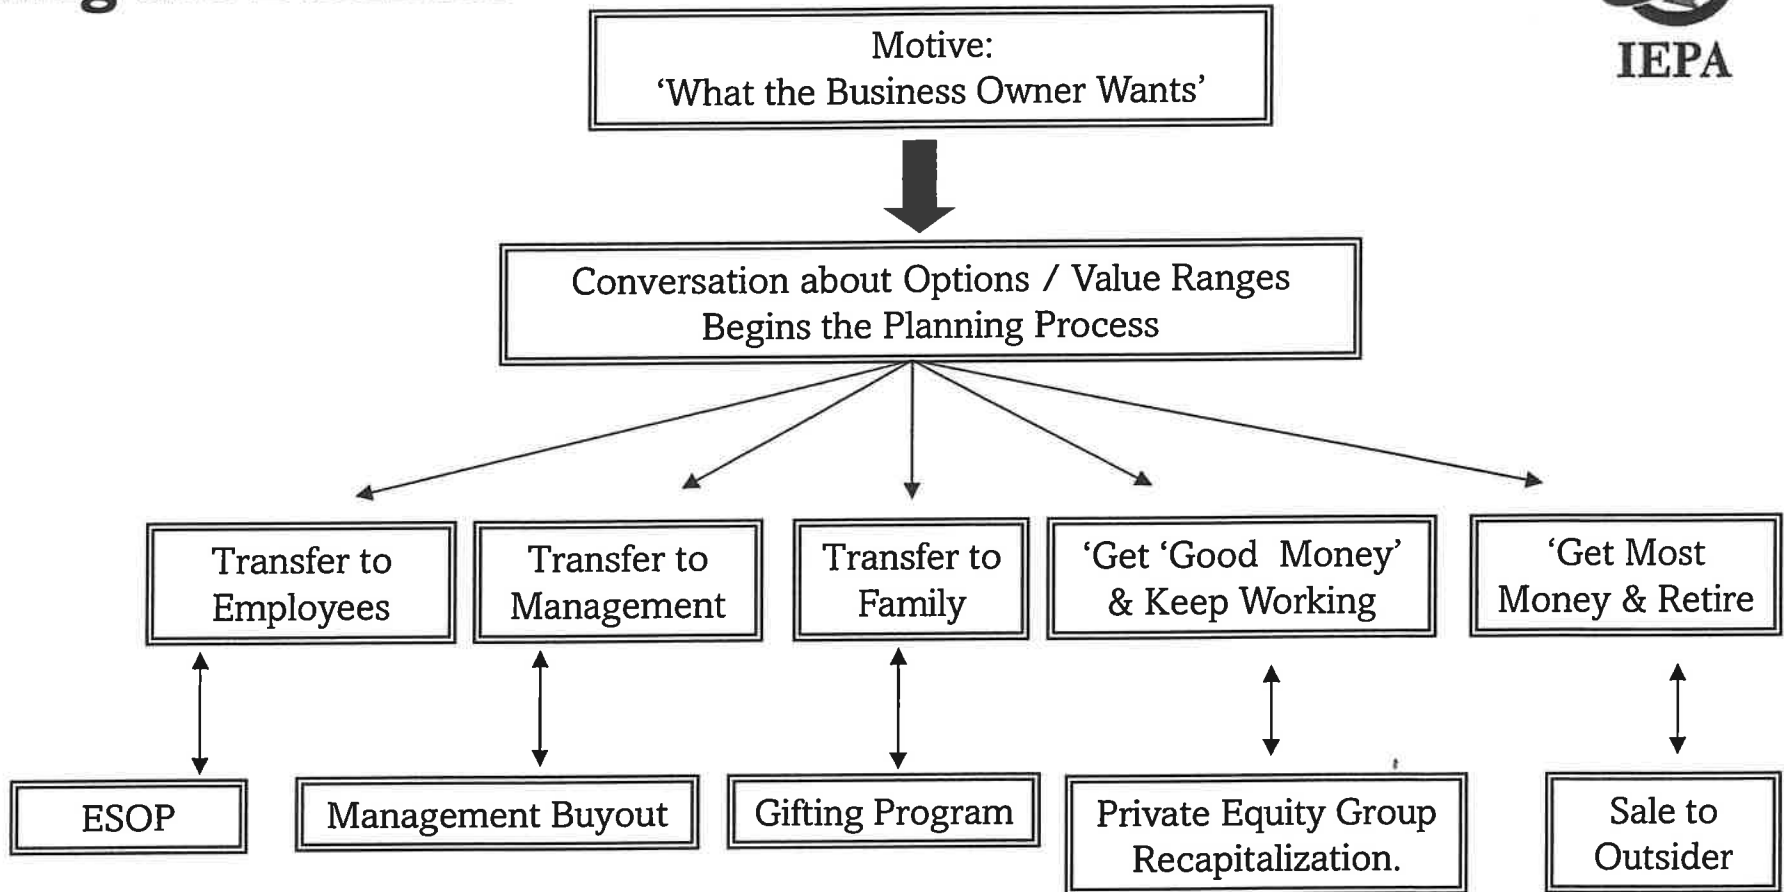 IEPA
Motive:
‘What the Business Owner Wants’
Conversation about Options / Value Ranges
Begins the Planning Process
Transfer to
Employees
Transfer to
Management
Transfer to
Family
‘Get ‘Good Money’
& Keep Working
‘Get Most
Money & Retire
ESOP
Management Buyout
Gifting Program
Private Equity Group
Recapitalization.
Sale to
Outsider